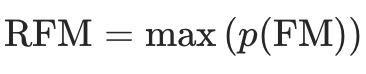 RFM = max (p(FM))